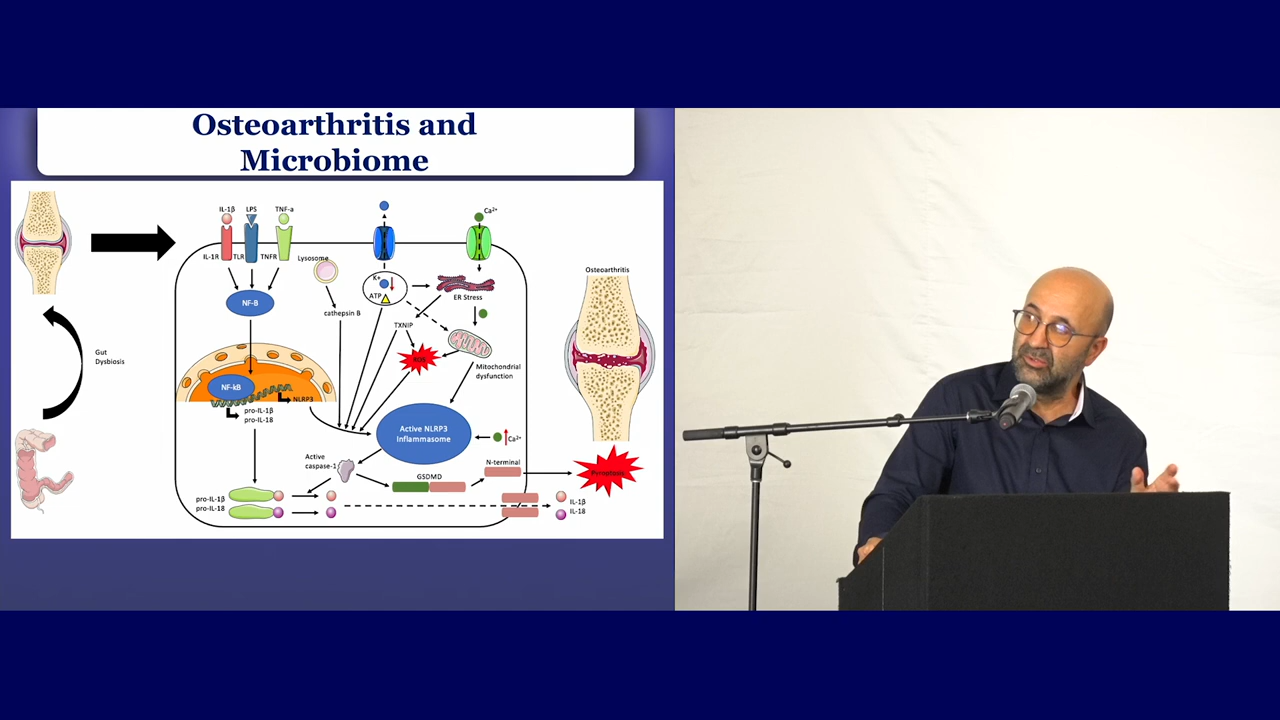 Osteoarthritis and
Microbiome
IL-1β LPS TNF-a
Ca²⁺
IL-1R TLR TNFR Lysosome
Osteoarthritis
K+
ATP
ER Stress
NF-B
cathepsin B
TXNIP
Gut
Dysbiosis
ROS
Mitochondrial
dysfunction
NF-kB
NLRP3
pro-IL-1β
pro-IL-18
Active NLRP3
Inflammasome
Ca²⁺
Active
caspase-1
N-terminal
GSDMD
Pyroptosis
pro-IL-1β
pro-IL-18
IL-1β
IL-18